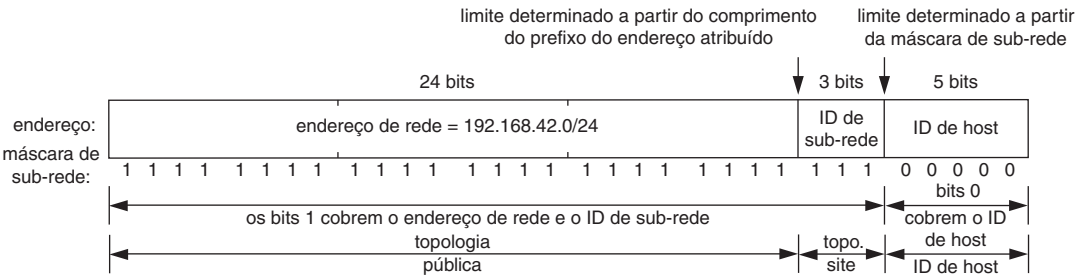 limite determinado a partir do comprimento
do prefixo do endereço atribuído
limite determinado a partir
da máscara de sub-rede
24 bits
3 bits
5 bits
endereço:
endereço de rede = 192.168.42.0/24
ID de
sub-rede
ID de host
máscara de
sub-rede:
1 1 1 1 1 1 1 1 1 1 1 1 1 1 1 1 1 1 1 1 1 1 1 1 1 1 1 0 0 0 0 0
os bits 1 cobrem o endereço de rede e o ID de sub-rede
bits 0
cobrem o ID
de host
topologia
pública
topo.
site
ID de host